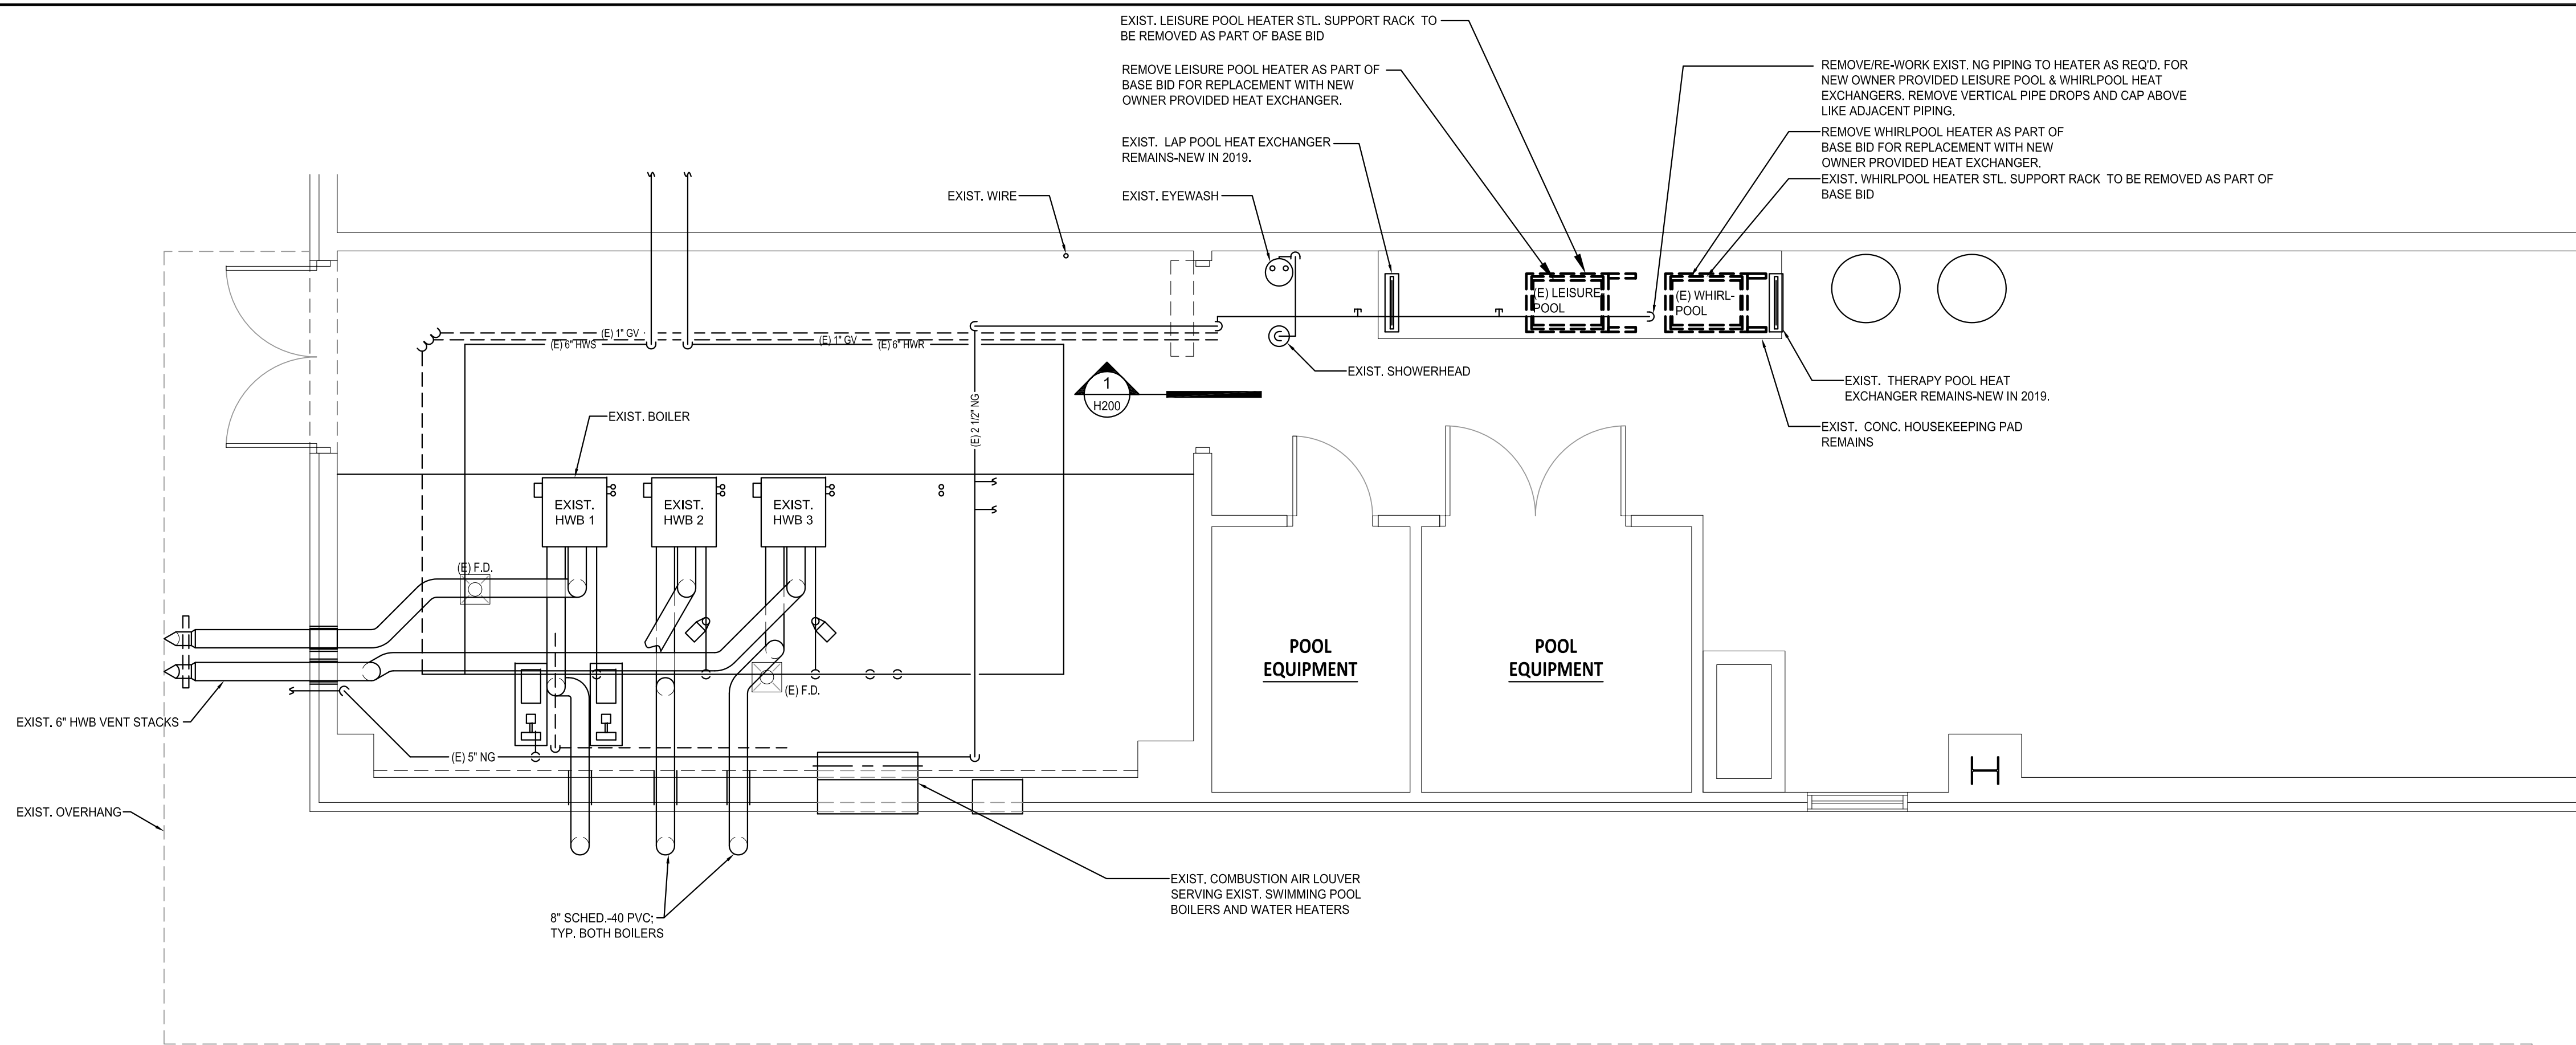 EXIST. LEISURE POOL HEATER STL. SUPPORT RACK TO
BE REMOVED AS PART OF BASE BID
REMOVE LEISURE POOL HEATER AS PART OF
BASE BID FOR REPLACEMENT WITH NEW
OWNER PROVIDED HEAT EXCHANGER.
REMOVE/RE-WORK EXIST. NG PIPING TO HEATER AS REQ'D. FOR
NEW OWNER PROVIDED LEISURE POOL & WHIRLPOOL HEAT
EXCHANGERS. REMOVE VERTICAL PIPE DROPS AND CAP ABOVE
LIKE ADJACENT PIPING.
EXIST. LAP POOL HEAT EXCHANGER
REMAINS-NEW IN 2019.
REMOVE WHIRLPOOL HEATER AS PART OF
BASE BID FOR REPLACEMENT WITH NEW
OWNER PROVIDED HEAT EXCHANGER.
EXIST. WHIRLPOOL HEATER STL. SUPPORT RACK TO BE REMOVED AS PART OF
BASE BID
EXIST. WIRE
EXIST. EYEWASH
(E) LEISURE
POOL
(E) WHIRL-
POOL
(E) 1" GV
(E) 6" HWS
(E) 1" GV
(E) 6" HWR
EXIST. SHOWERHEAD
1
H200
EXIST. THERAPY POOL HEAT
EXCHANGER REMAINS-NEW IN 2019.
(E) 2 1/2" NG
EXIST. BOILER
EXIST. CONC. HOUSEKEEPING PAD
REMAINS
EXIST.
HWB 1
EXIST.
HWB 2
EXIST.
HWB 3
(E) F.D.
POOL
EQUIPMENT
POOL
EQUIPMENT
(E) F.D.
EXIST. 6" HWB VENT STACKS
(E) 5" NG
H
EXIST. OVERHANG
EXIST. COMBUSTION AIR LOUVER
SERVING EXIST. SWIMMING POOL
BOILERS AND WATER HEATERS
8" SCHED.-40 PVC;
TYP. BOTH BOILERS